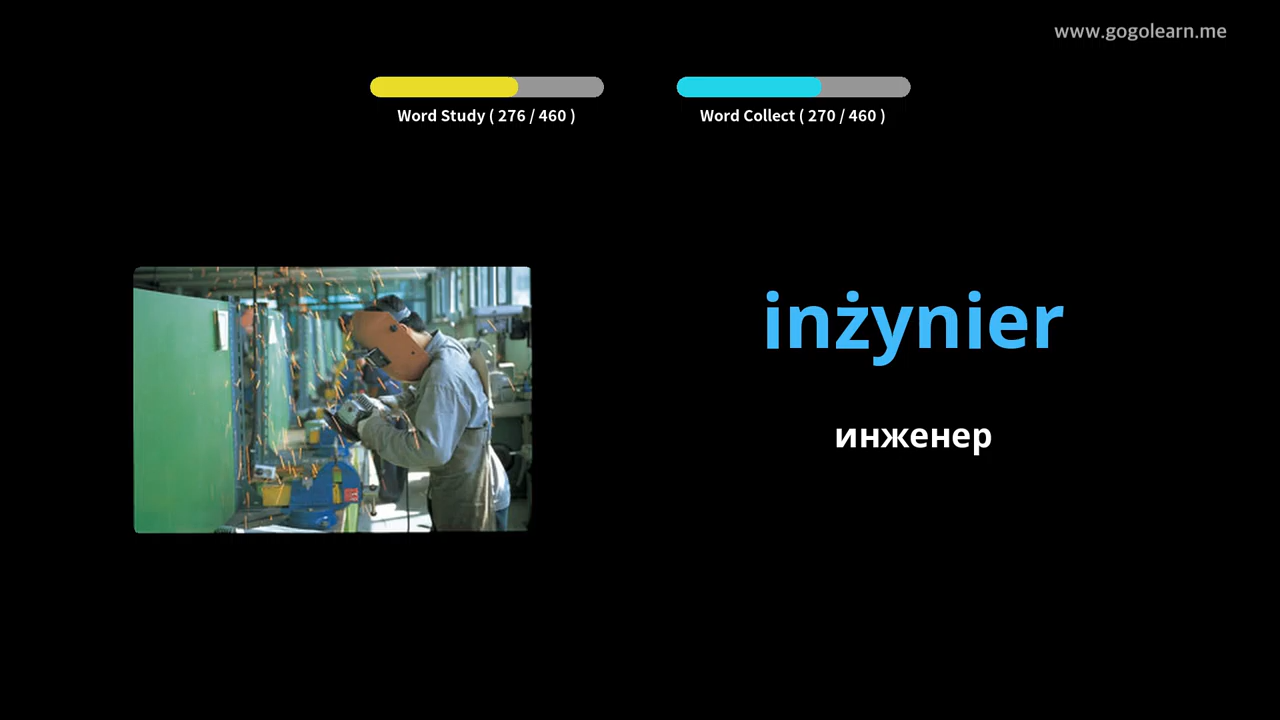 www.gogolearn.me
Word Study ( 276 / 460 )
Word Collect ( 270 / 460 )
inżynier
инженер